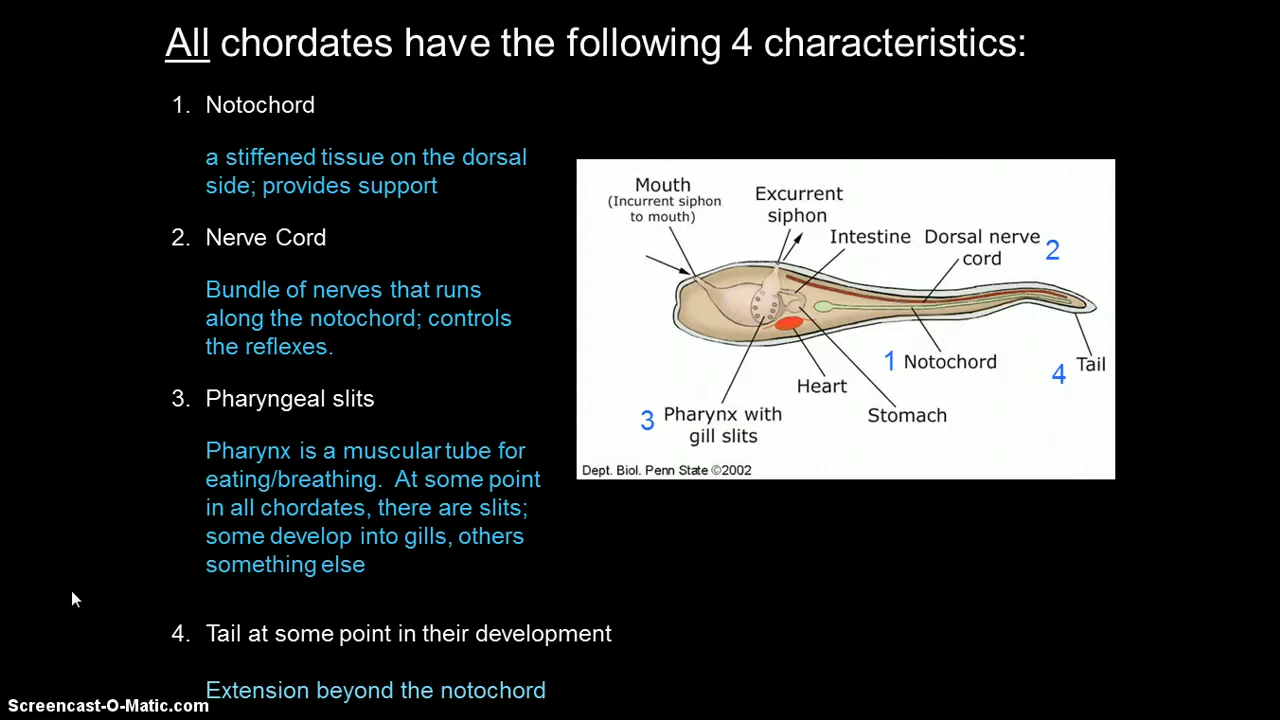 All chordates have the following 4 characteristics:
1. Notochord
a stiffened tissue on the dorsal
side; provides support
2. Nerve Cord
Bundle of nerves that runs
along the notochord; controls
the reflexes.
3. Pharyngeal slits
Pharynx is a muscular tube for
eating/breathing. At some point
in all chordates, there are slits;
some develop into gills, others
something else
4. Tail at some point in their development
Extension beyond the notochord
Mouth
(Incurrent siphon
to mouth)
Excurrent
siphon
Intestine
Dorsal nerve
cord
2
1 Notochord
4 Tail
Heart
Stomach
3 Pharynx with
gill slits
Dept. Biol. Penn State ©2002
Screencast-O-Matic.com